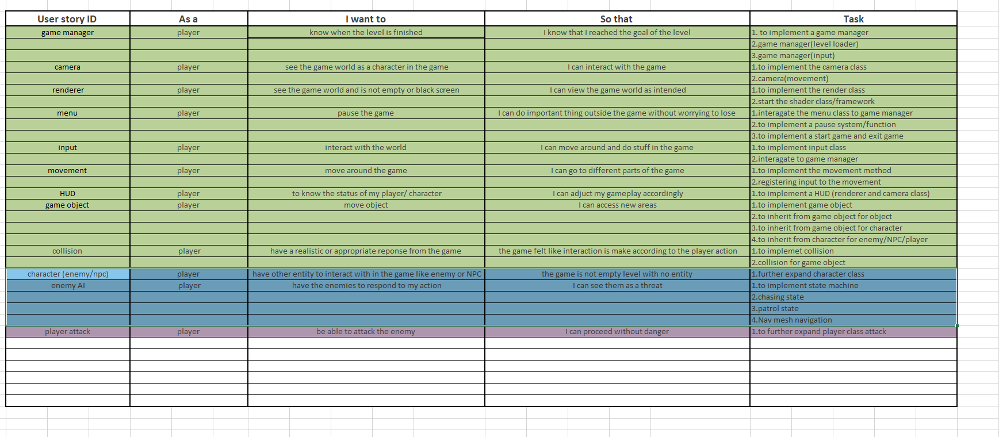 User story ID As a I want to So that Task
game manager player know when the level is finished I know that I reached the goal of the level 1. to implement a game manager
2.game manager(level loader)
3.game manager(input)
camera player see the game world as a character in the game I can interact with the game 1.to implement the camera class
2.camera(movement)
renderer player see the game world and is not empty or black screen I can view the game world as intended 1.to implement the render class
2.start the shader class/framework
menu player pause the game I can do important thing outside the game without worrying to lose 1.interagate the menu class to game manager
2.to implement a pause system/function
3.to implement a start game and exit game
input player interact with the world I can move around and do stuff in the game 1.to implement input class
2.interagate to game manager
movement player move around the game I can go to different parts of the game 1.to implement the movement method
2.registering input to the movement
HUD player to know the status of my player/ character I can adjuct my gameplay accordingly 1.to implement a HUD (renderer and camera class)
game object player move object I can access new areas 1.to implement game object
2.to inherit from game object for object
3.to inherit from game object for character
4.to inherit from character for enemy/NPC/player
collision player have a realistic or appropriate reponse from the game the game felt like interaction is make according to the player action 1.to implemet collision
2.collision for game object
character (enemy/npc) player have other entity to interact with in the game like enemy or NPC the game is not empty level with no entity 1.further expand character class
enemy AI player have the enemies to respond to my action I can see them as a threat 1.to implement state machine
2.chasing state
3.patrol state
4.Nav mesh navigation
player attack player be able to attack the enemy I can proceed without danger 1.to further expand player class attack